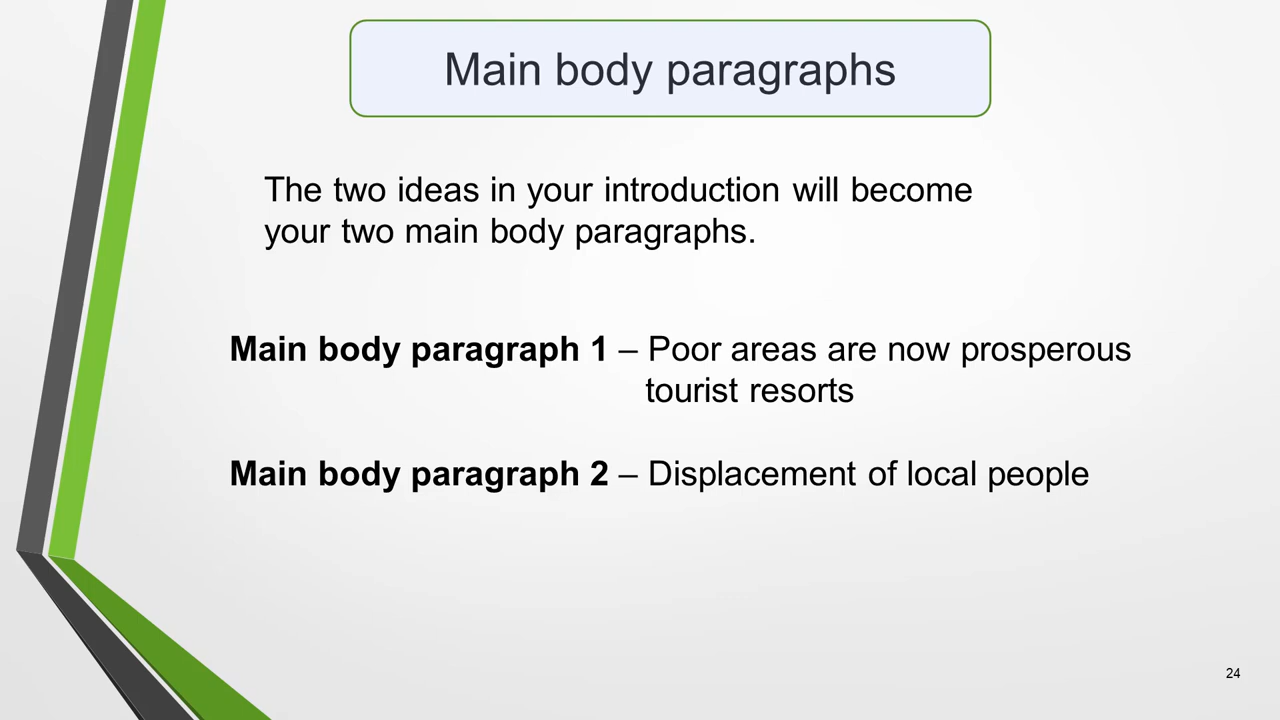 Main body paragraphs
The two ideas in your introduction will become
your two main body paragraphs.
Main body paragraph 1 – Poor areas are now prosperous
tourist resorts
Main body paragraph 2 – Displacement of local people
24